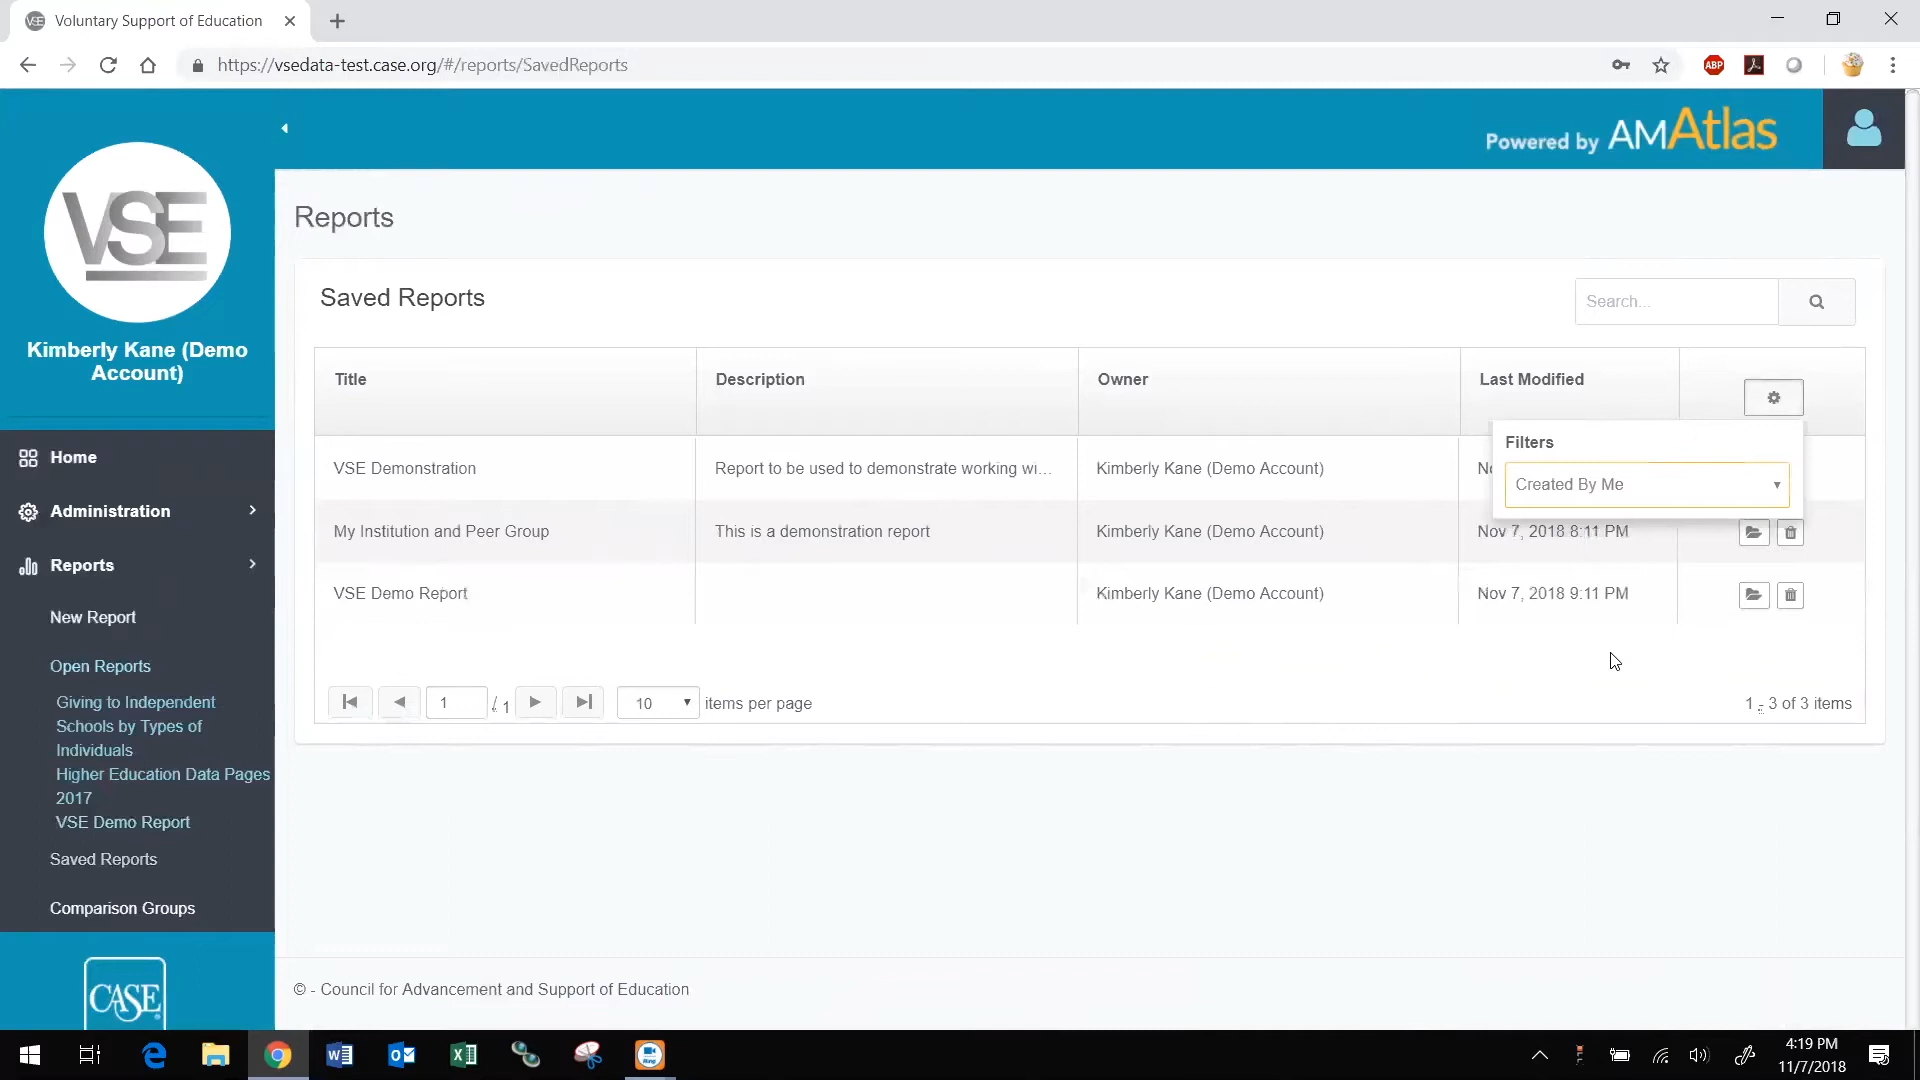 Voluntary Support of Education
https://vsedata-test.case.org/#/reports/SavedReports
ABP
Powered by AMAtlas
VSE
Kimberly Kane (Demo
Account)
Home
Administration
Reports
New Report
Open Reports
Giving to Independent
Schools by Types of
Individuals
Higher Education Data Pages
2017
VSE Demo Report
Saved Reports
Comparison Groups
CASE
Reports
Saved Reports
Search...
Title Description Owner Last Modified
Filters
Created By Me
VSE Demonstration Report to be used to demonstrate working wi... Kimberly Kane (Demo Account) No
My Institution and Peer Group This is a demonstration report Kimberly Kane (Demo Account) Nov 7, 2018 8:11 PM
VSE Demo Report Kimberly Kane (Demo Account) Nov 7, 2018 9:11 PM
1 / 1 10 items per page 1 - 3 of 3 items
© - Council for Advancement and Support of Education
4:19 PM
11/7/2018